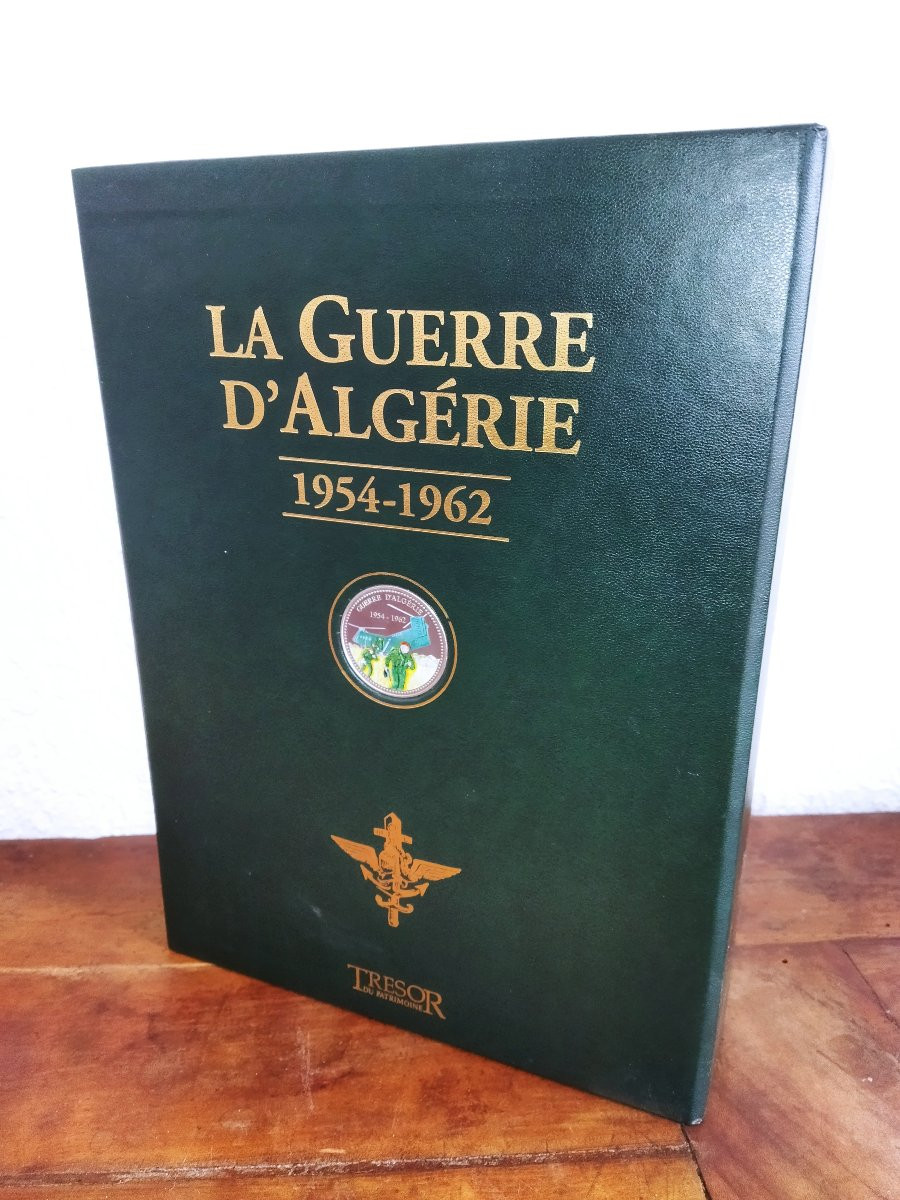 LA GUERRE
D'ALGÉRIE
1954-1962
GUERRE D'ALGÉRIE
1954-1962
TRESOR
DU PATRIMOINE